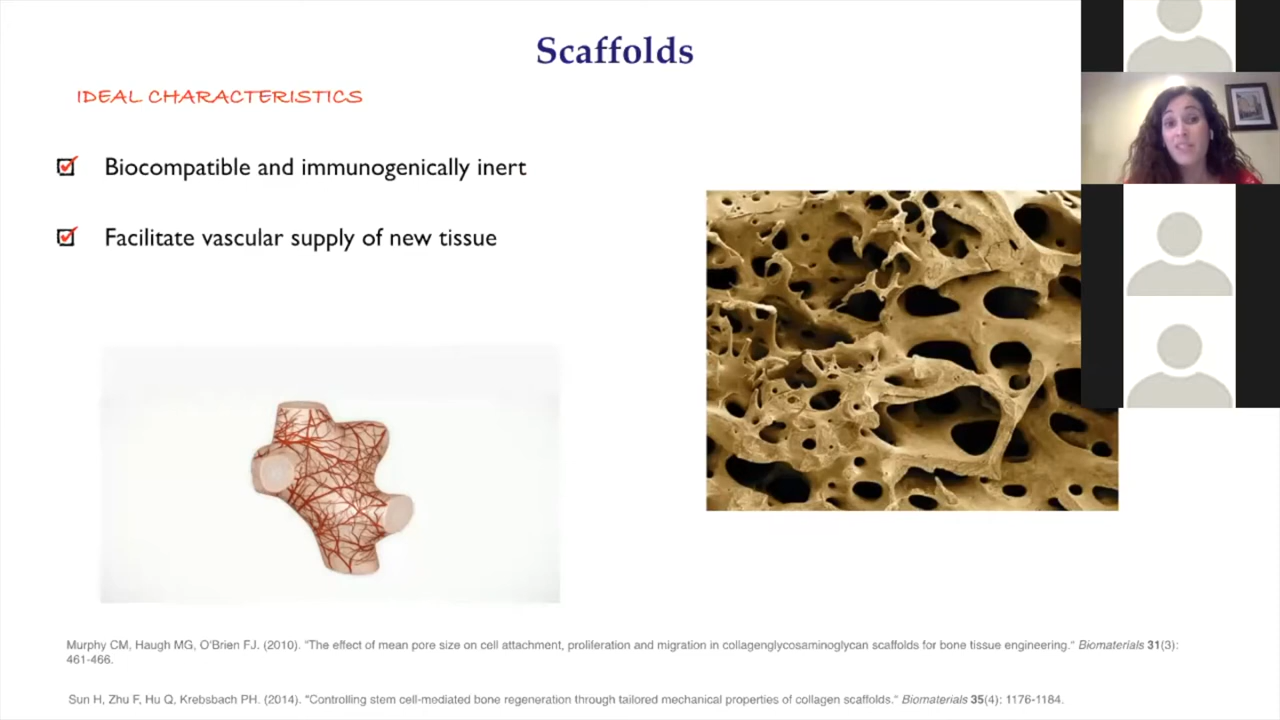 Scaffolds
IDEAL CHARACTERISTICS
Biocompatible and immunogenically inert
Facilitate vascular supply of new tissue
Murphy CM, Haugh MG, O'Brien FJ. (2010). "The effect of mean pore size on cell attachment, proliferation and migration in collagenglycosaminoglycan scaffolds for bone tissue engineering." Biomaterials 31(3):
461-466.
Sun H, Zhu F, Hu Q, Krebsbach PH. (2014). "Controlling stem cell-mediated bone regeneration through tailored mechanical properties of collagen scaffolds." Biomaterials 35(4): 1176-1184.